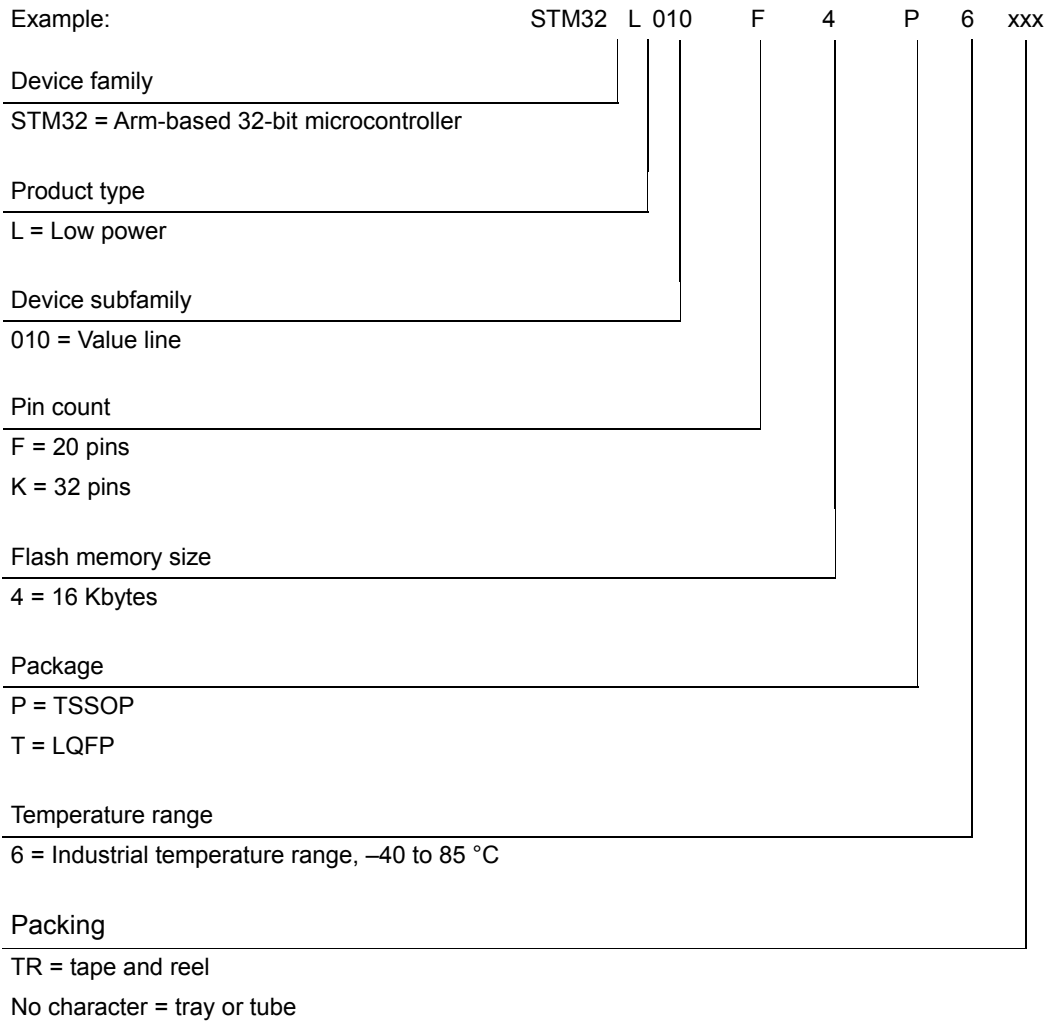 Example: STM32 L 010 F 4 P 6 xxx
Device family
STM32 = Arm-based 32-bit microcontroller
Product type
L = Low power
Device subfamily
010 = Value line
Pin count
F = 20 pins
K = 32 pins
Flash memory size
4 = 16 Kbytes
Package
P = TSSOP
T = LQFP
Temperature range
6 = Industrial temperature range, –40 to 85 °C
Packing
TR = tape and reel
No character = tray or tube